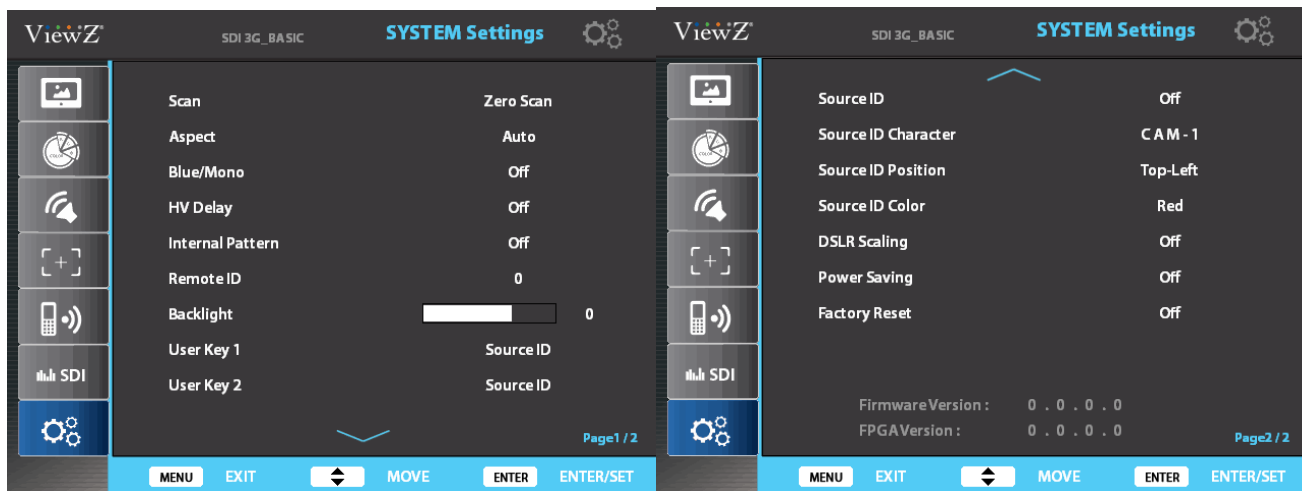 ViewZ
SDI 3G_BASIC
SYSTEM Settings
COLOR
SDI
Scan Zero Scan
Aspect Auto
Blue/Mono Off
HV Delay Off
Internal Pattern Off
Remote ID 0
Backlight 0
User Key 1 Source ID
User Key 2 Source ID
Page1 / 2
MENU EXIT MOVE ENTER ENTER/SET
ViewZ
SDI 3G_BASIC
SYSTEM Settings
COLOR
SDI
Source ID Off
Source ID Character C A M - 1
Source ID Position Top-Left
Source ID Color Red
DSLR Scaling Off
Power Saving Off
Factory Reset Off
Firmware Version : 0 . 0 . 0 . 0
FPGA Version : 0 . 0 . 0 . 0
Page2 / 2
MENU EXIT MOVE ENTER ENTER/SET